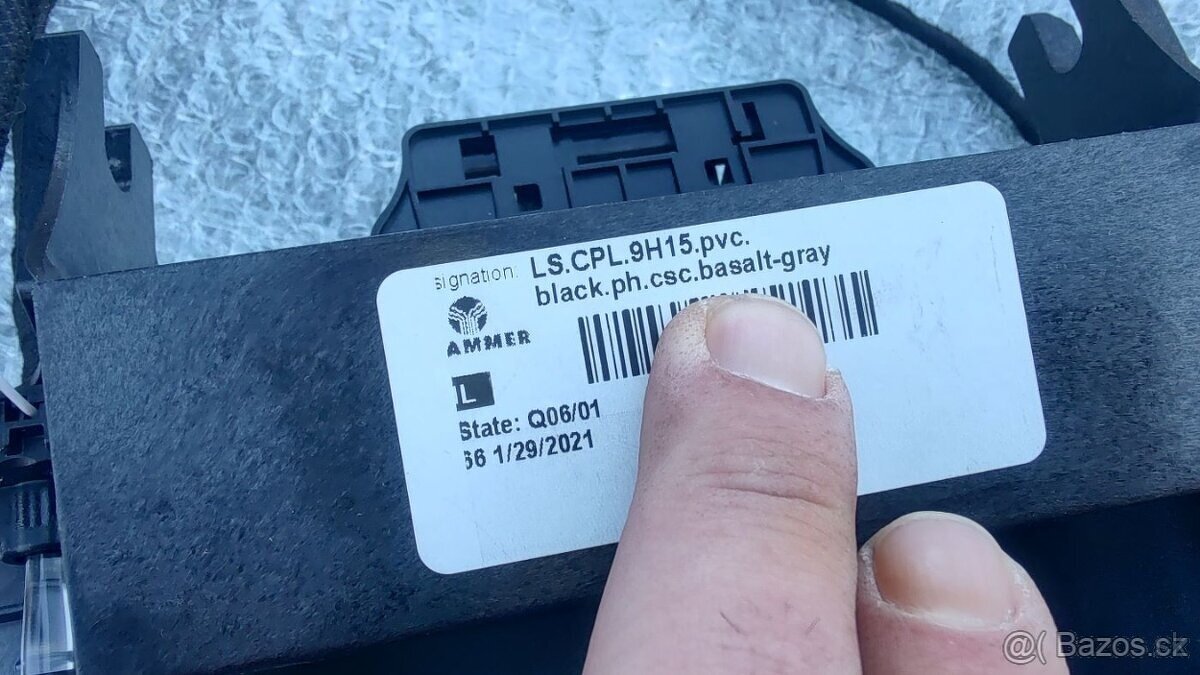 signation: LS.CPL.9H15.pvc.
black.ph.csc.basalt-gray
AMMER
L
State: Q06/01
66 1/29/2021
@( Bazos.sk